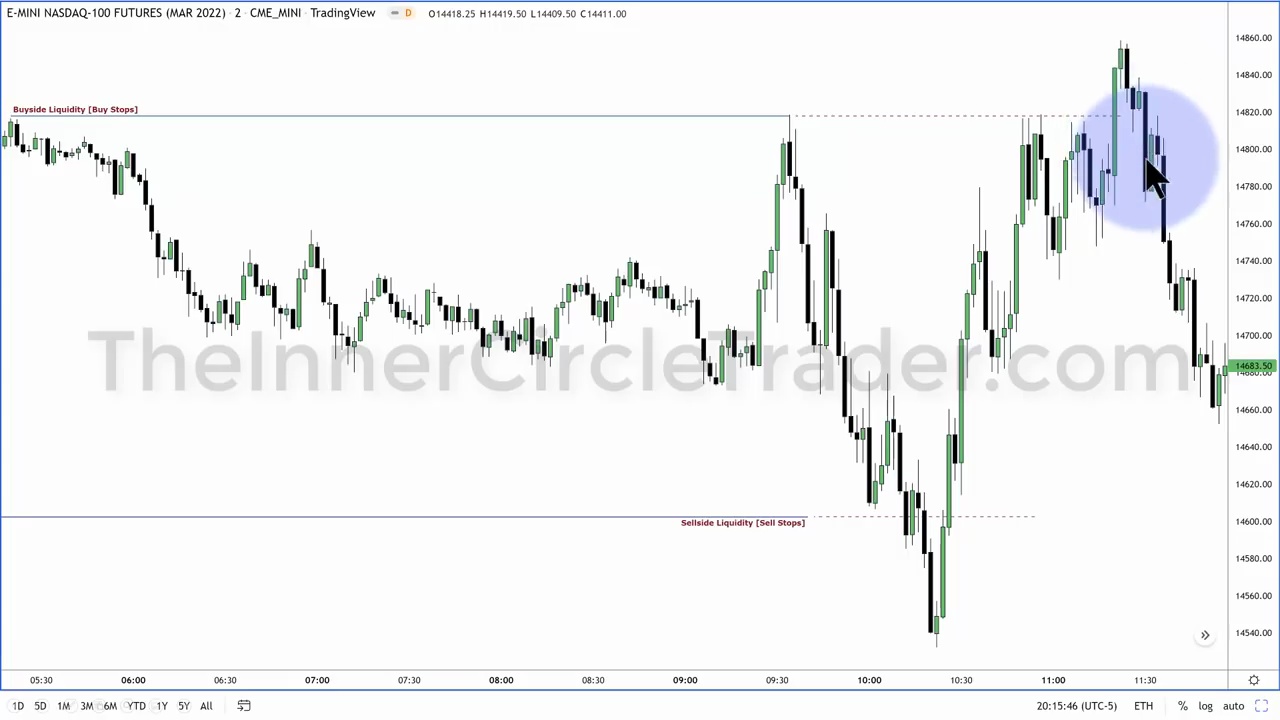 E-MINI NASDAQ-100 FUTURES (MAR 2022) · 2 · CME_MINI · TradingView
D
O14418.25 H14419.50 L14409.50 C14411.00
14860.00
14840.00
Buyside Liquidity [Buy Stops]
14820.00
14800.00
14780.00
14760.00
14740.00
14720.00
14700.00
TheInnerCircleTrader.com
14683.50
14680.00
14660.00
14640.00
14620.00
14600.00
Sellside Liquidity [Sell Stops]
14580.00
14560.00
14540.00
05:30 06:00 06:30 07:00 07:30 08:00 08:30 09:00 09:30 10:00 10:30 11:00 11:30
1D 5D 1M 3M 6M YTD 1Y 5Y All 20:15:46 (UTC-5) ETH % log auto